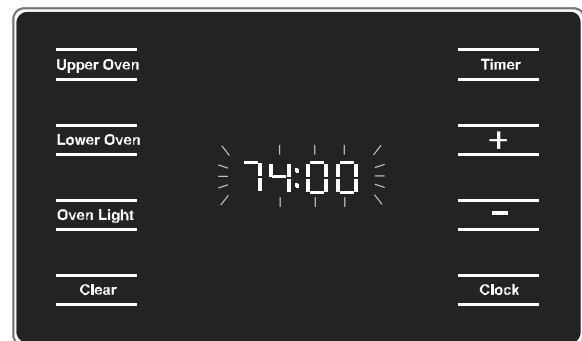 Upper Oven
Lower Oven
Oven Light
Clear
74:00
Timer
+
-
Clock